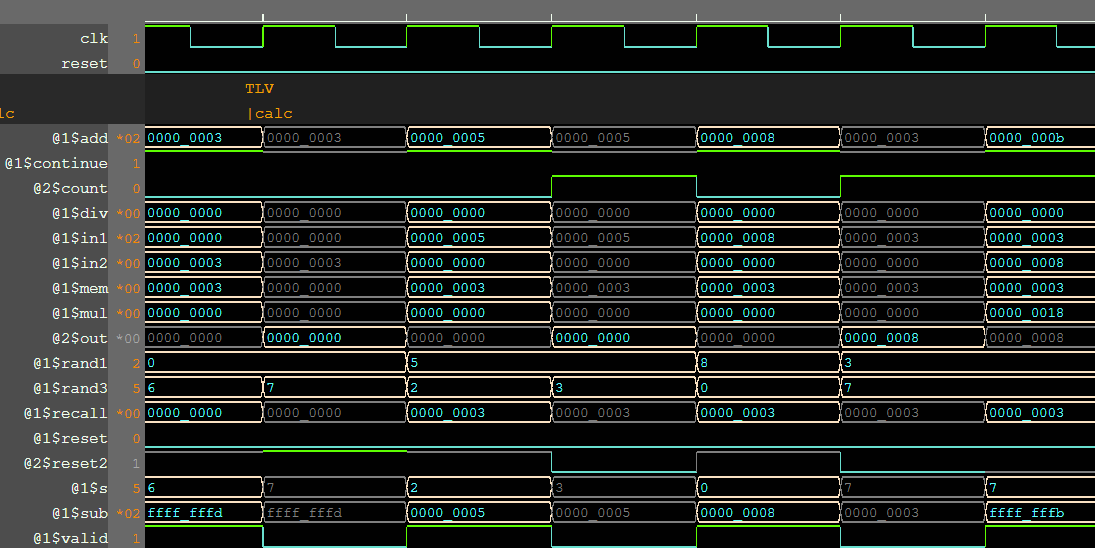 clk 1
reset 0
TLV
lc |calc
@1$add *02 0000_0003 0000_0003 0000_0005 0000_0005 0000_0008 0000_0003 0000_000b
@1$continue 1
@2$count 0
@1$div *00 0000_0000 0000_0000 0000_0000 0000_0000 0000_0000 0000_0000 0000_0000
@1$in1 *02 0000_0000 0000_0000 0000_0005 0000_0005 0000_0008 0000_0003 0000_0003
@1$in2 *00 0000_0003 0000_0003 0000_0000 0000_0000 0000_0000 0000_0000 0000_0008
@1$mem *00 0000_0003 0000_0003 0000_0003 0000_0003 0000_0003 0000_0003 0000_0003
@1$mul *00 0000_0000 0000_0000 0000_0000 0000_0000 0000_0000 0000_0000 0000_0018
@2$out *00 0000_0000 0000_0000 0000_0000 0000_0000 0000_0000 0000_0008 0000_0008
@1$rand1 2 0 5 8 3
@1$rand3 5 6 7 2 3 0 7
@1$recall *00 0000_0000 0000_0000 0000_0003 0000_0003 0000_0003 0000_0003 0000_0003
@1$reset 0
@2$reset2 1
@1$s 5 6 7 2 3 0 7 7
@1$sub *02 ffff_fffd ffff_fffd 0000_0005 0000_0005 0000_0008 0000_0003 ffff_fffb
@1$valid 1